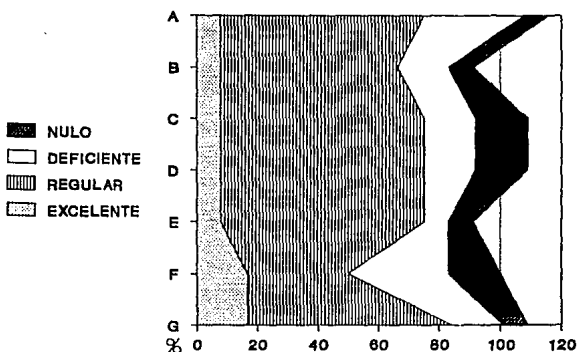 A
B
C
D
E
F
G
NULO
DEFICIENTE
REGULAR
EXCELENTE
% 0 20 40 60 80 100 120